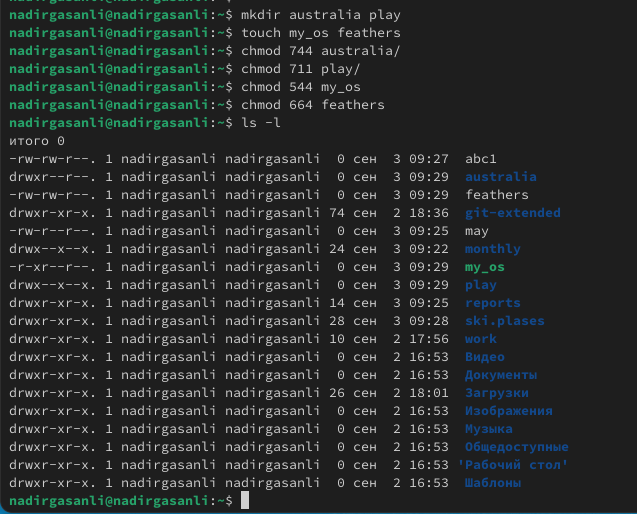 nadirgasanli@nadirgasanli:~$ mkdir australia play
nadirgasanli@nadirgasanli:~$ touch my_os feathers
nadirgasanli@nadirgasanli:~$ chmod 744 australia/
nadirgasanli@nadirgasanli:~$ chmod 711 play/
nadirgasanli@nadirgasanli:~$ chmod 544 my_os
nadirgasanli@nadirgasanli:~$ chmod 664 feathers
nadirgasanli@nadirgasanli:~$ ls -l
итого 0
-rw-rw-r--. 1 nadirgasanli nadirgasanli  0 сен  3 09:27  abc1
drwxr--r--. 1 nadirgasanli nadirgasanli  0 сен  3 09:29  australia
-rw-rw-r--. 1 nadirgasanli nadirgasanli  0 сен  3 09:29  feathers
drwxr-xr-x. 1 nadirgasanli nadirgasanli 74 сен  2 18:36  git-extended
-rw-r--r--. 1 nadirgasanli nadirgasanli  0 сен  3 09:25  may
drwx--x--x. 1 nadirgasanli nadirgasanli 24 сен  3 09:22  monthly
-r-xr--r--. 1 nadirgasanli nadirgasanli  0 сен  3 09:29  my_os
drwx--x--x. 1 nadirgasanli nadirgasanli  0 сен  3 09:29  play
drwxr-xr-x. 1 nadirgasanli nadirgasanli 14 сен  3 09:25  reports
drwxr-xr-x. 1 nadirgasanli nadirgasanli 28 сен  3 09:28  ski.plases
drwxr-xr-x. 1 nadirgasanli nadirgasanli 10 сен  2 17:56  work
drwxr-xr-x. 1 nadirgasanli nadirgasanli  0 сен  2 16:53  Видео
drwxr-xr-x. 1 nadirgasanli nadirgasanli  0 сен  2 16:53  Документы
drwxr-xr-x. 1 nadirgasanli nadirgasanli 26 сен  2 18:01  Загрузки
drwxr-xr-x. 1 nadirgasanli nadirgasanli  0 сен  2 16:53  Изображения
drwxr-xr-x. 1 nadirgasanli nadirgasanli  0 сен  2 16:53  Музыка
drwxr-xr-x. 1 nadirgasanli nadirgasanli  0 сен  2 16:53  Общедоступные
drwxr-xr-x. 1 nadirgasanli nadirgasanli  0 сен  2 16:53 'Рабочий стол'
drwxr-xr-x. 1 nadirgasanli nadirgasanli  0 сен  2 16:53  Шаблоны
nadirgasanli@nadirgasanli:~$